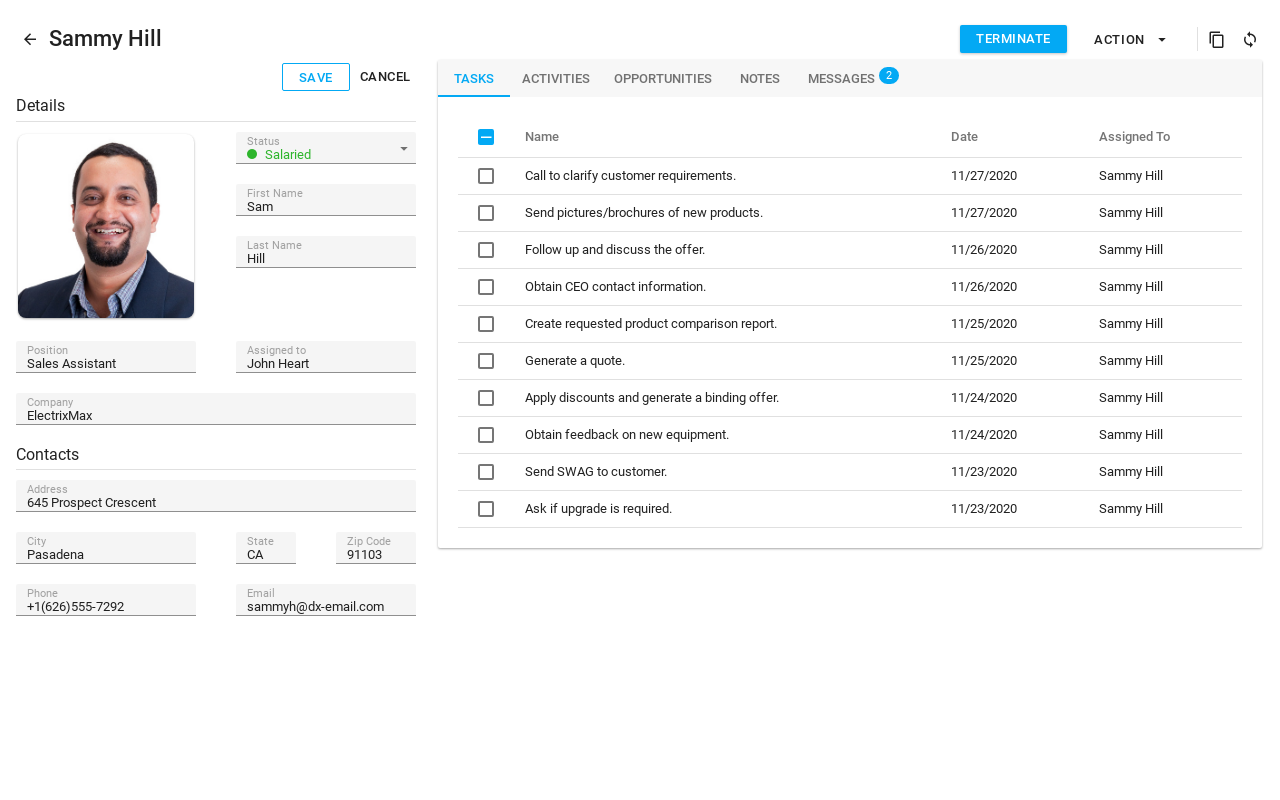 Sammy Hill
TERMINATE
ACTION
SAVE
CANCEL
Details
Status
Salaried
First Name
Sam
Last Name
Hill
Position
Sales Assistant
Assigned to
John Heart
Company
ElectrixMax
Contacts
Address
645 Prospect Crescent
City
Pasadena
State
CA
Zip Code
91103
Phone
+1(626)555-7292
Email
sammyh@dx-email.com
TASKS ACTIVITIES OPPORTUNITIES NOTES MESSAGES 2
Name Date Assigned To
Call to clarify customer requirements. 11/27/2020 Sammy Hill
Send pictures/brochures of new products. 11/27/2020 Sammy Hill
Follow up and discuss the offer. 11/26/2020 Sammy Hill
Obtain CEO contact information. 11/26/2020 Sammy Hill
Create requested product comparison report. 11/25/2020 Sammy Hill
Generate a quote. 11/25/2020 Sammy Hill
Apply discounts and generate a binding offer. 11/24/2020 Sammy Hill
Obtain feedback on new equipment. 11/24/2020 Sammy Hill
Send SWAG to customer. 11/23/2020 Sammy Hill
Ask if upgrade is required. 11/23/2020 Sammy Hill